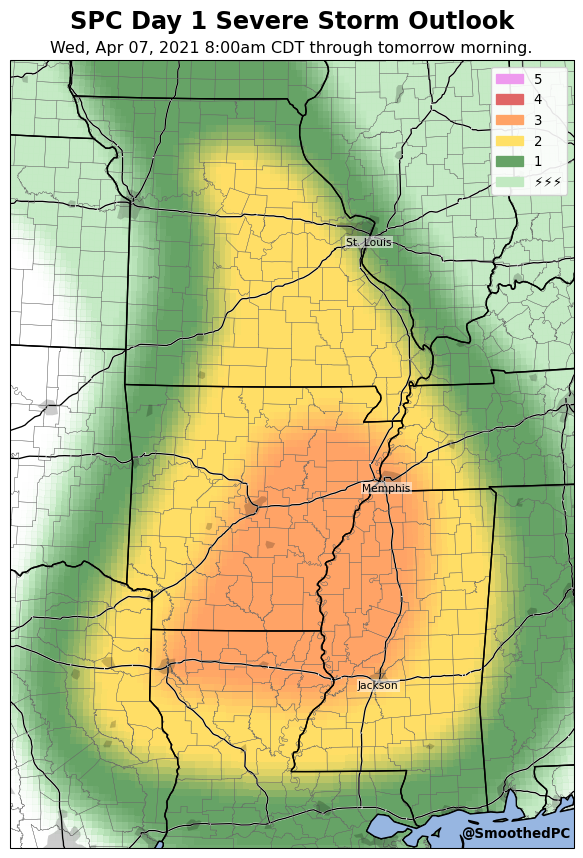 SPC Day 1 Severe Storm Outlook
Wed, Apr 07, 2021 8:00am CDT through tomorrow morning.
5
4
3
2
1
⚡⚡⚡
St. Louis
Memphis
Jackson
@SmoothedPC